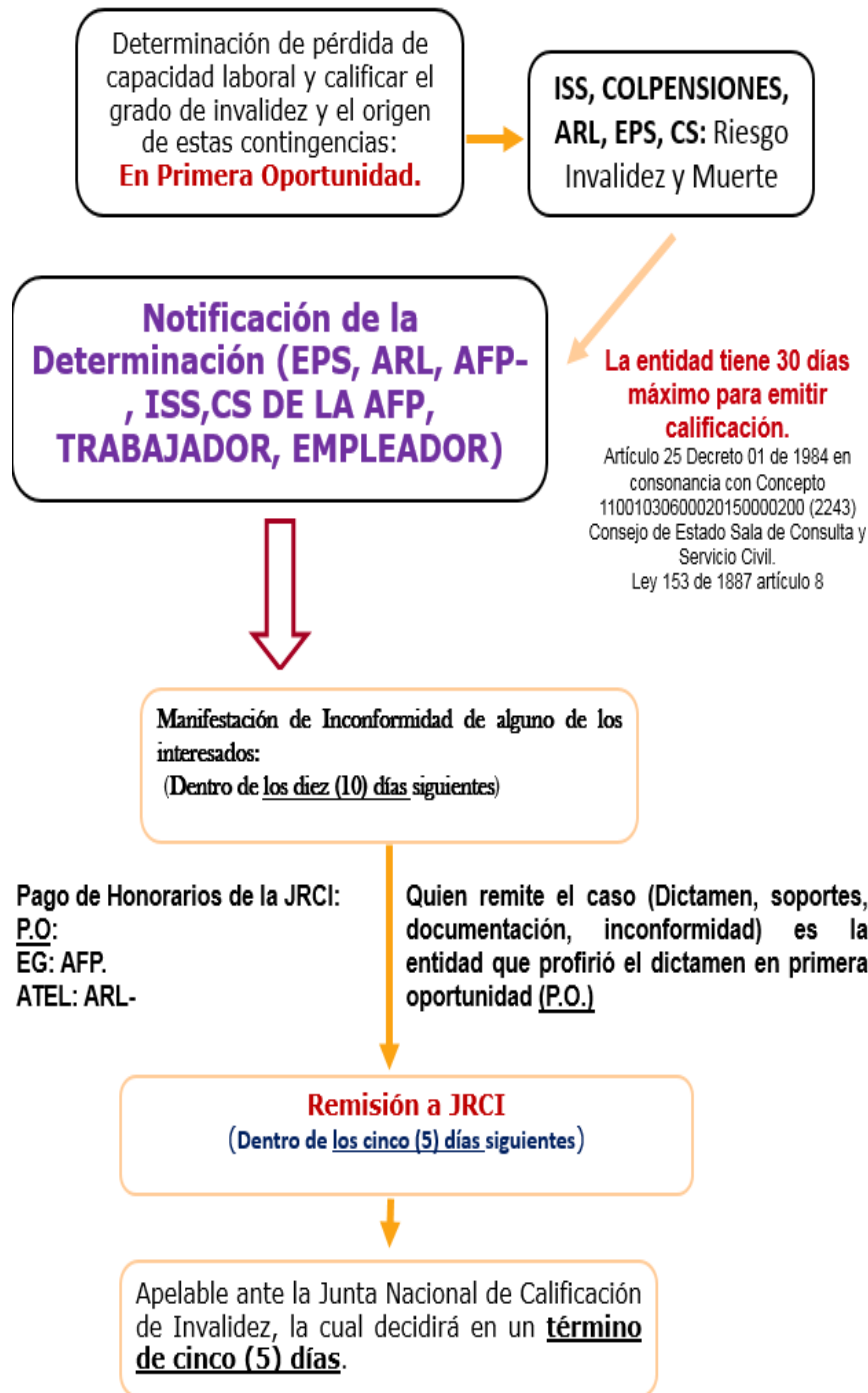 Determinación de pérdida de
capacidad laboral y calificar el
grado de invalidez y el origen
de estas contingencias:
En Primera Oportunidad.
ISS, COLPENSIONES,
ARL, EPS, CS: Riesgo
Invalidez y Muerte
Notificación de la
Determinación (EPS, ARL, AFP-
, ISS,CS DE LA AFP,
TRABAJADOR, EMPLEADOR)
La entidad tiene 30 días
máximo para emitir
calificación.
Artículo 25 Decreto 01 de 1984 en
consonancia con Concepto
11001030600020150000200 (2243)
Consejo de Estado Sala de Consulta y
Servicio Civil.
Ley 153 de 1887 artículo 8
Manifestación de Inconformidad de alguno de los
interesados:
(Dentro de los diez (10) días siguientes)
Pago de Honorarios de la JRCI:
P.O:
EG: AFP.
ATEL: ARL-
Quien remite el caso (Dictamen, soportes,
documentación, inconformidad) es la
entidad que profirió el dictamen en primera
oportunidad (P.O.)
Remisión a JRCI
(Dentro de los cinco (5) días siguientes)
Apelable ante la Junta Nacional de Calificación
de Invalidez, la cual decidirá en un término
de cinco (5) días.